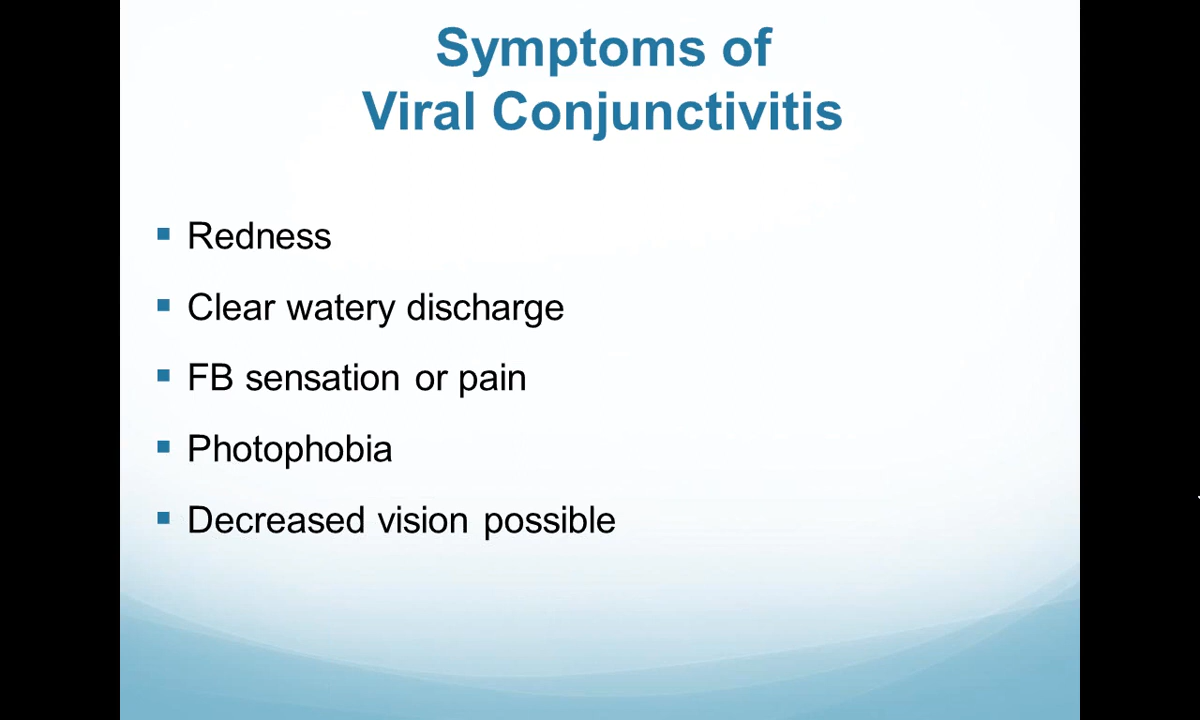 Symptoms of
Viral Conjunctivitis
Redness
Clear watery discharge
FB sensation or pain
Photophobia
Decreased vision possible